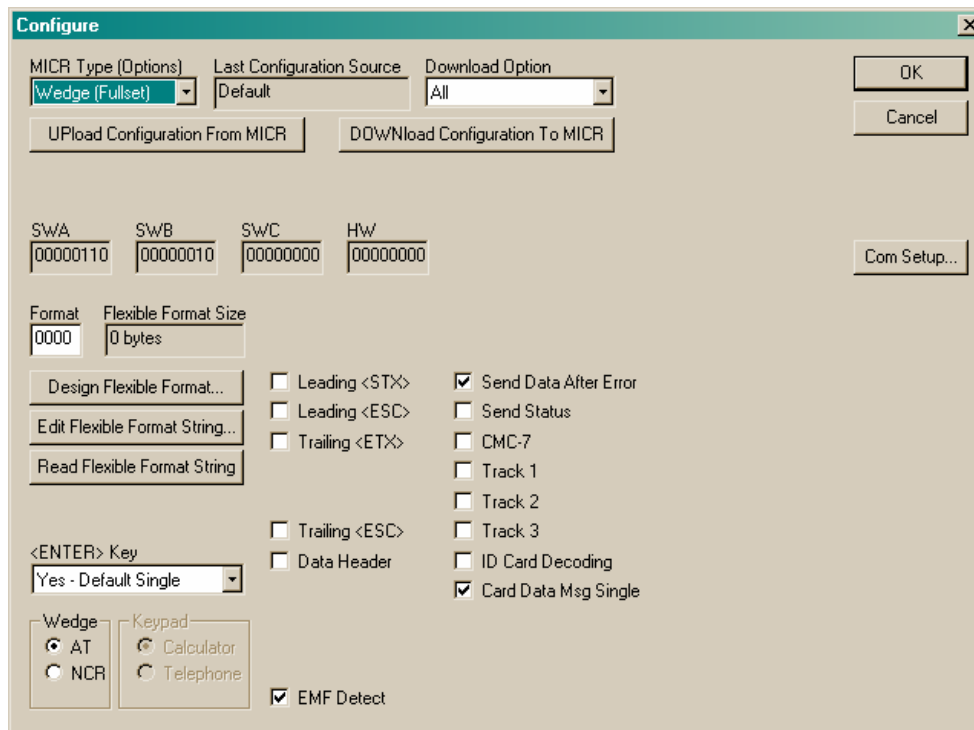 Configure
MICR Type (Options) Last Configuration Source Download Option
Wedge (Fullset) Default All OK
UPload Configuration From MICR DOWNload Configuration To MICR Cancel
SWA SWB SWC HW
00000110 00000010 00000000 00000000 Com Setup...
Format Flexible Format Size
0000 0 bytes
Design Flexible Format... Leading <STX> Send Data After Error
Leading <ESC> Send Status
Edit Flexible Format String... Trailing <ETX> CMC-7
Read Flexible Format String Track 1
Track 2
Trailing <ESC> Track 3
<ENTER> Key Data Header ID Card Decoding
Yes - Default Single Card Data Msg Single
Wedge Keypad
AT Calculator
NCR Telephone
EMF Detect